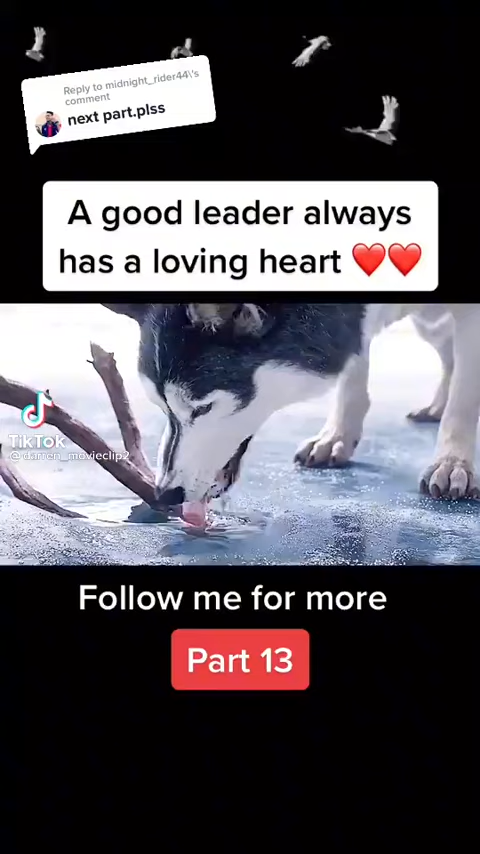 Reply to midnight_rider44\'s
comment
next part.plss
A good leader always
has a loving heart ❤️❤️
TikTok
@darren_movieclip2
Follow me for more
Part 13